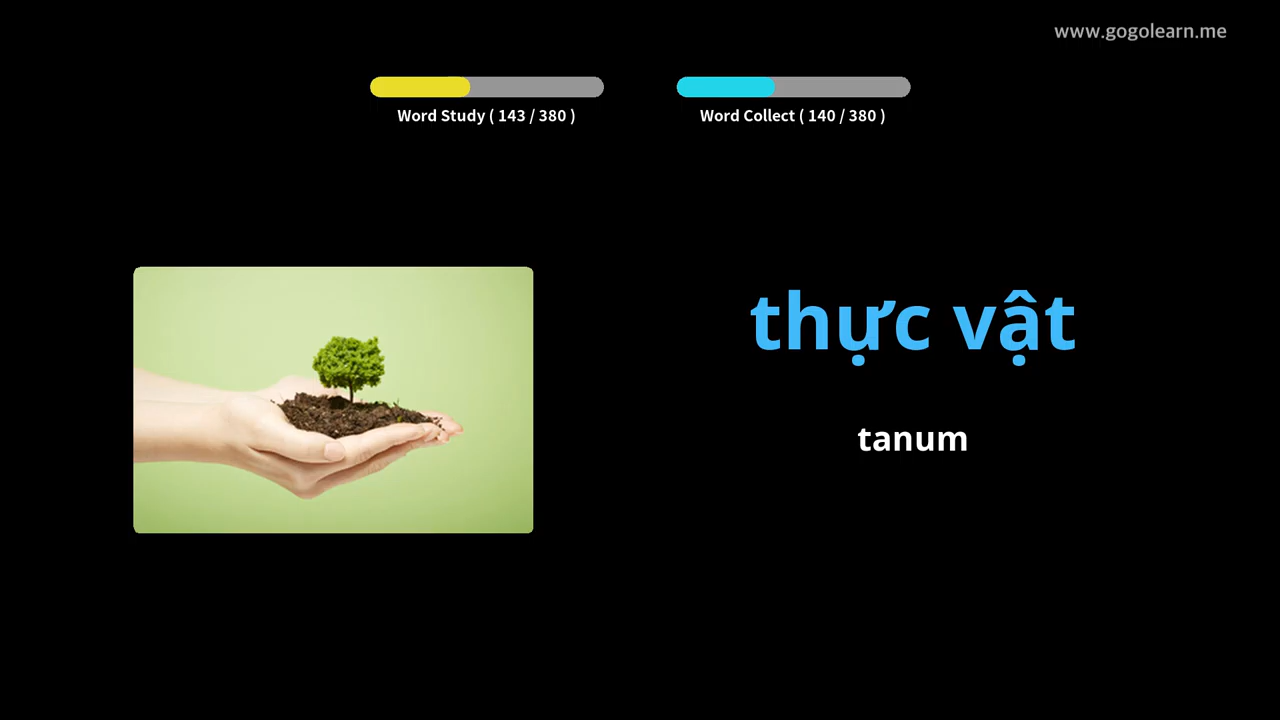 www.gogolearn.me
Word Study ( 143 / 380 )
Word Collect ( 140 / 380 )
thực vật
tanum